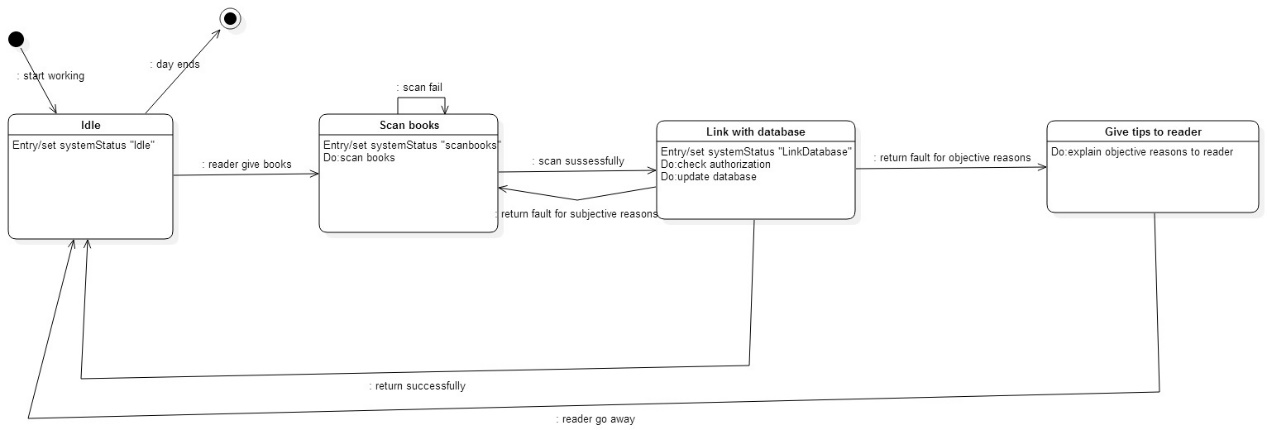 : start working
: day ends
: scan fail
Idle
Entry/set systemStatus "Idle"
: reader give books
Scan books
Entry/set systemStatus "scanbooks"
Do:scan books
: scan sussessfully
: return fault for subjective reasons
Link with database
Entry/set systemStatus "LinkDatabase"
Do:check authorization
Do:update database
: return fault for objective reasons
Give tips to reader
Do:explain objective reasons to reader
: return successfully
: reader go away